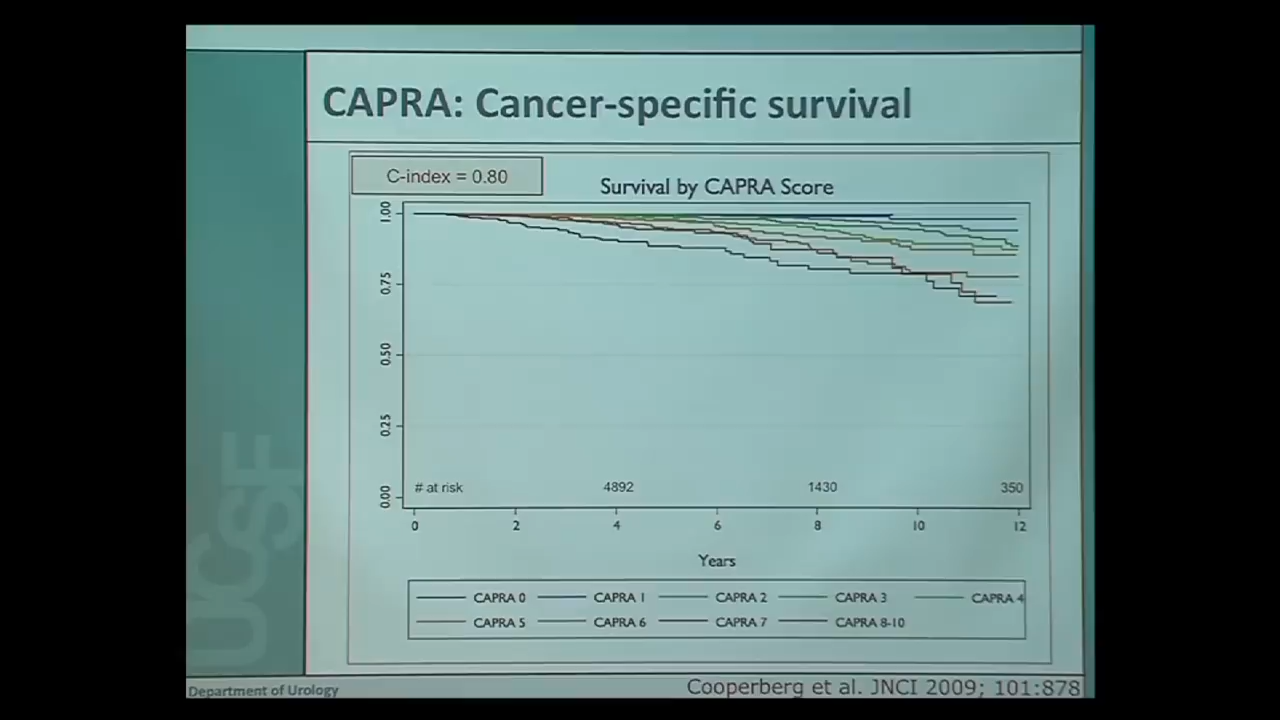 CAPRA: Cancer-specific survival
C-index = 0.80
Survival by CAPRA Score
1.00
0.75
0.50
0.25
0.00
# at risk 4892 1430 350
0 2 4 6 8 10 12
Years
CAPRA 0 CAPRA 1 CAPRA 2 CAPRA 3 CAPRA 4
CAPRA 5 CAPRA 6 CAPRA 7 CAPRA 8-10
UCSF
Department of Urology
Cooperberg et al. JNCI 2009; 101:878